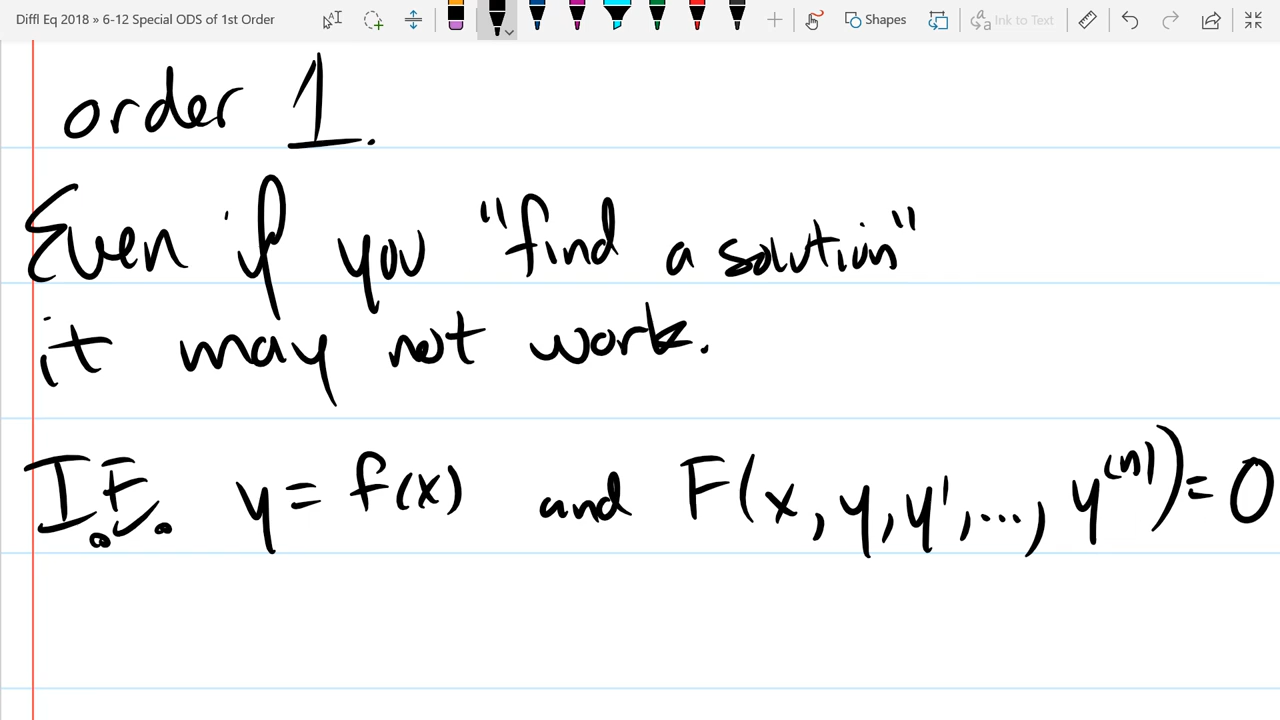 Diffl Eq 2018 » 6-12 Special ODS of 1st Order
Shapes
Ink to Text
order 1.
Even if you "find a solution"
it may not work.
I.E. y = f(x) and F(x, y, y', ..., y⁽ⁿ⁾) = 0